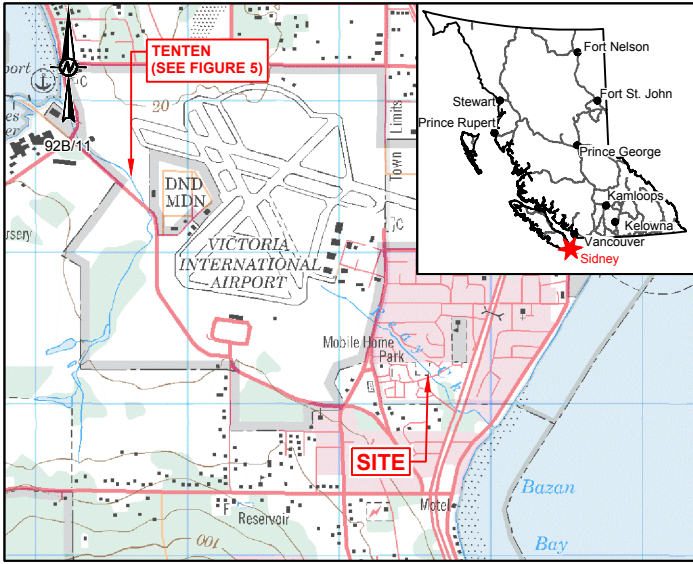 TENTEN
(SEE FIGURE 5)
N
92B/11
20
DND
MDN
VICTORIA
INTERNATIONAL
AIRPORT
Town Limits
Mobile Home
Park
SITE
Reservoir
Motel
001
Bazan
Bay
Fort Nelson
Fort St. John
Stewart
Prince Rupert
Prince George
Kamloops
Kelowna
Vancouver
Sidney